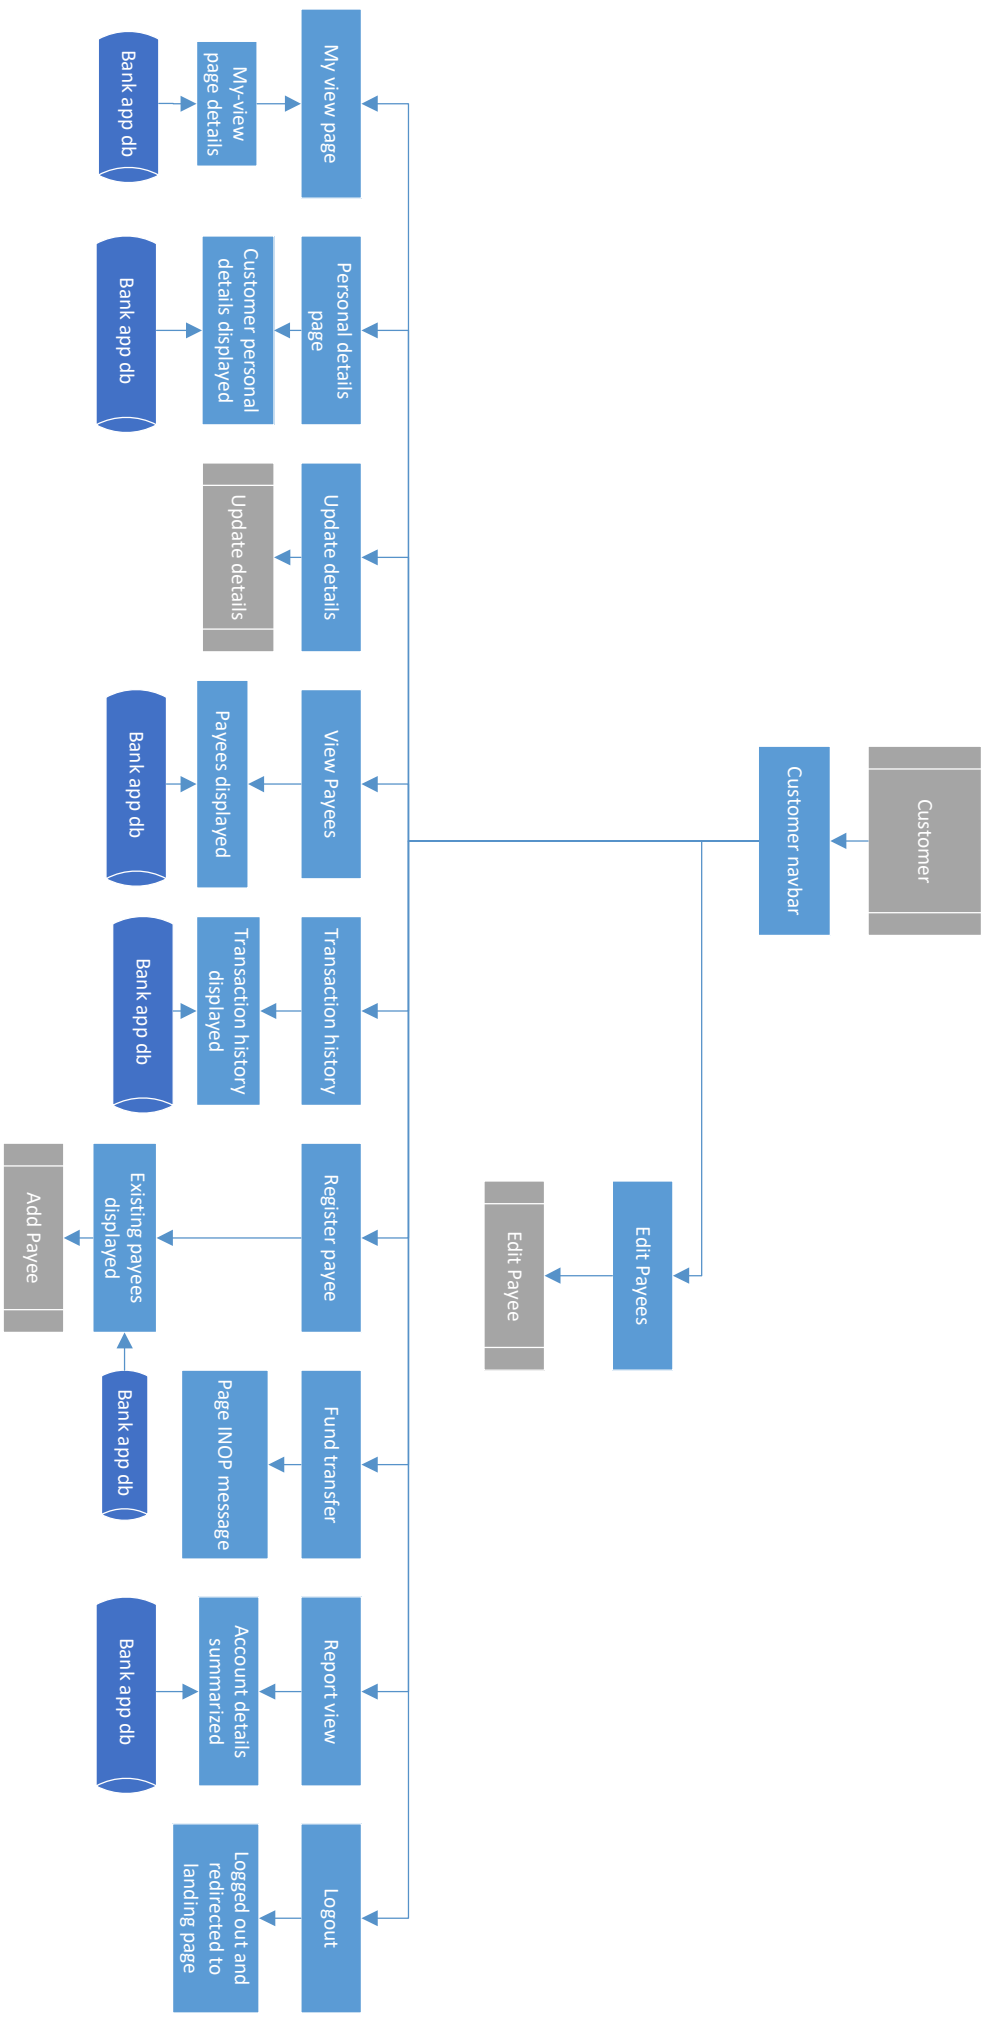 Customer
Customer navbar
Edit Payees
Edit Payee
My view page
Personal details
page
Update details
View Payees
Transaction history
Register payee
Fund transfer
Report view
Logout
My-view
page details
Customer personal
details displayed
Update details
Payees displayed
Transaction history
displayed
Existing payees
displayed
Page INOP message
Account details
summarized
Logged out and
redirected to
landing page
Bank app db
Bank app db
Bank app db
Bank app db
Add Payee
Bank app db
Bank app db